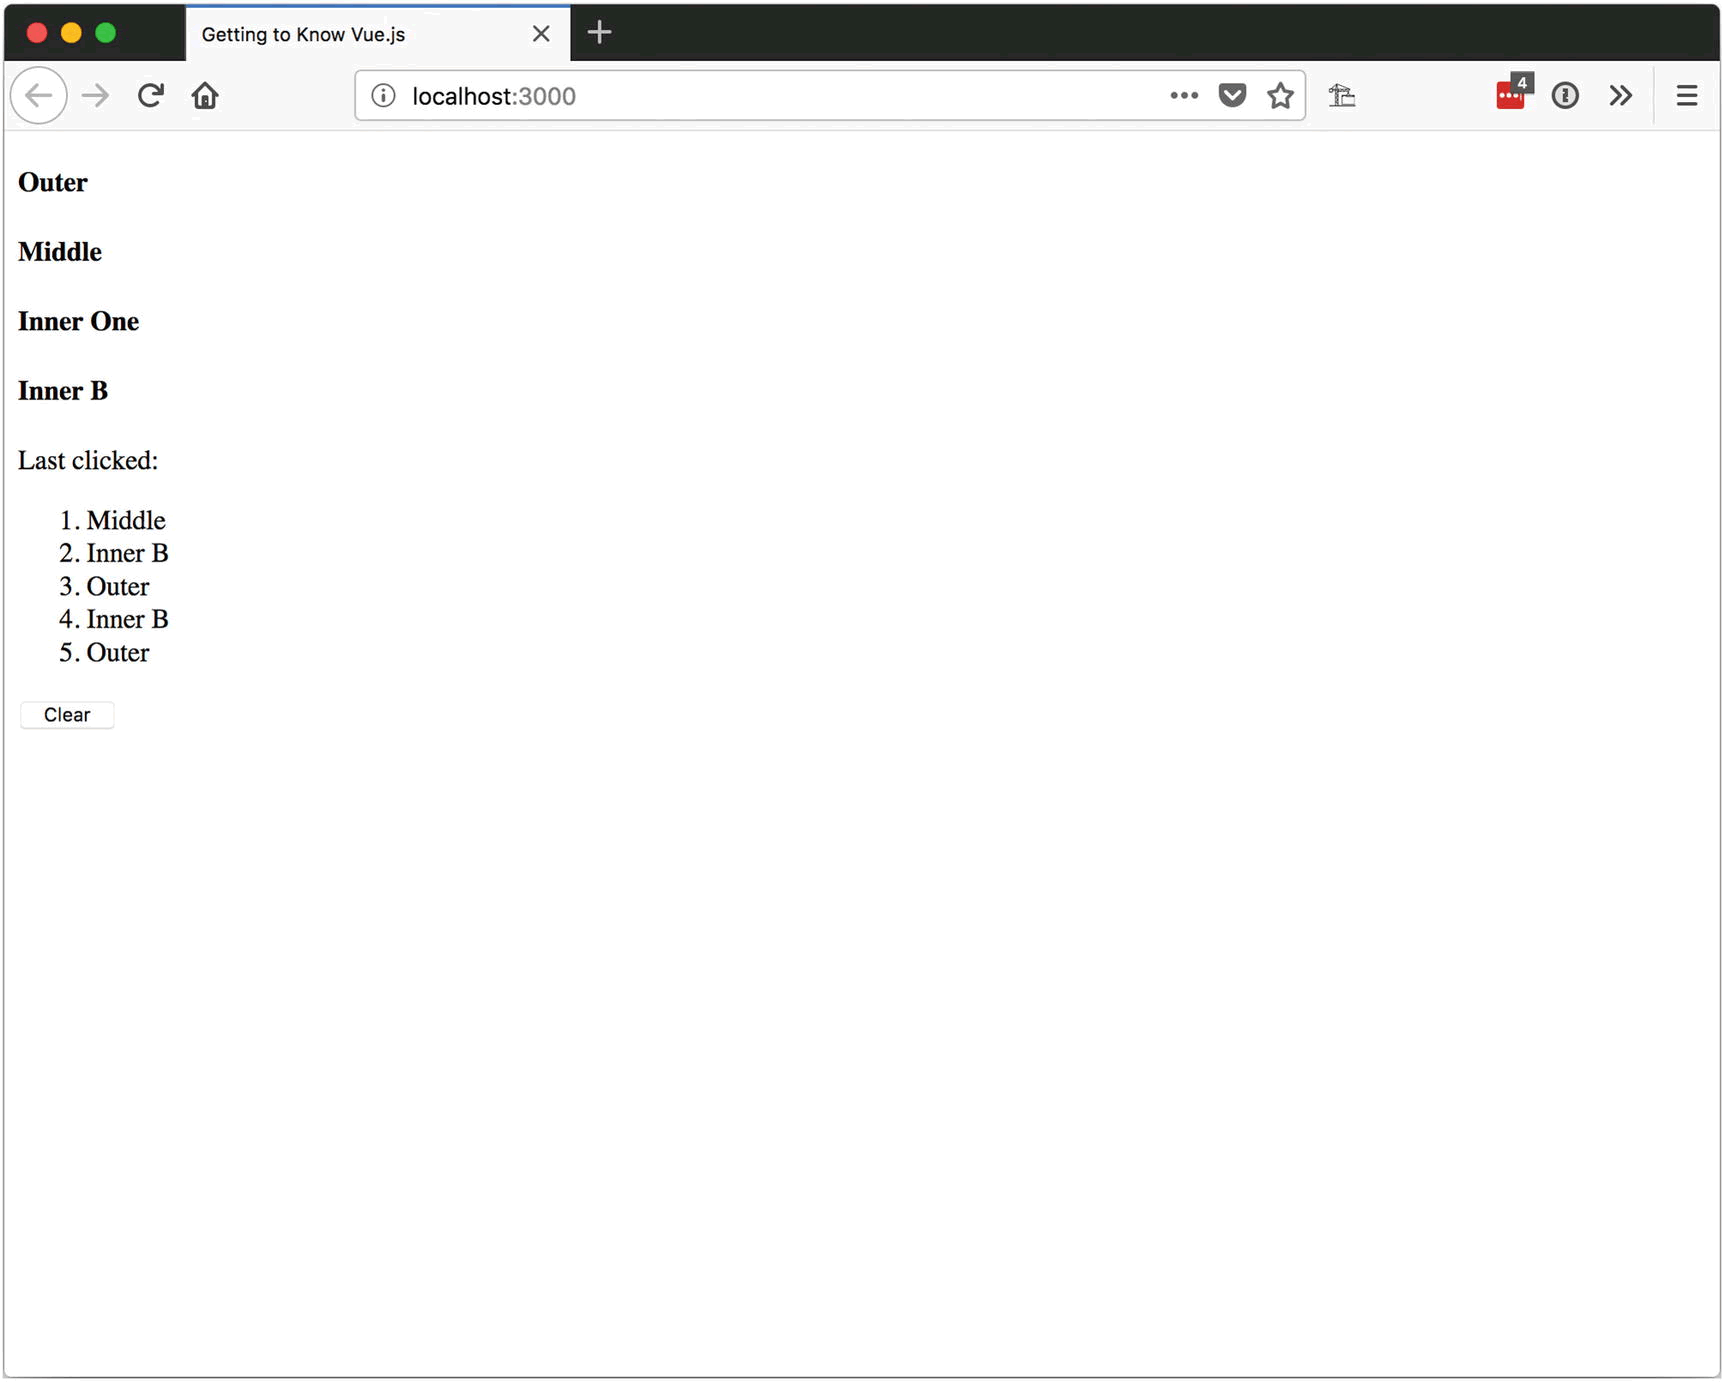 Getting to Know Vue.js
localhost:3000
4
Outer
Middle
Inner One
Inner B
Last clicked:
1. Middle
2. Inner B
3. Outer
4. Inner B
5. Outer
Clear